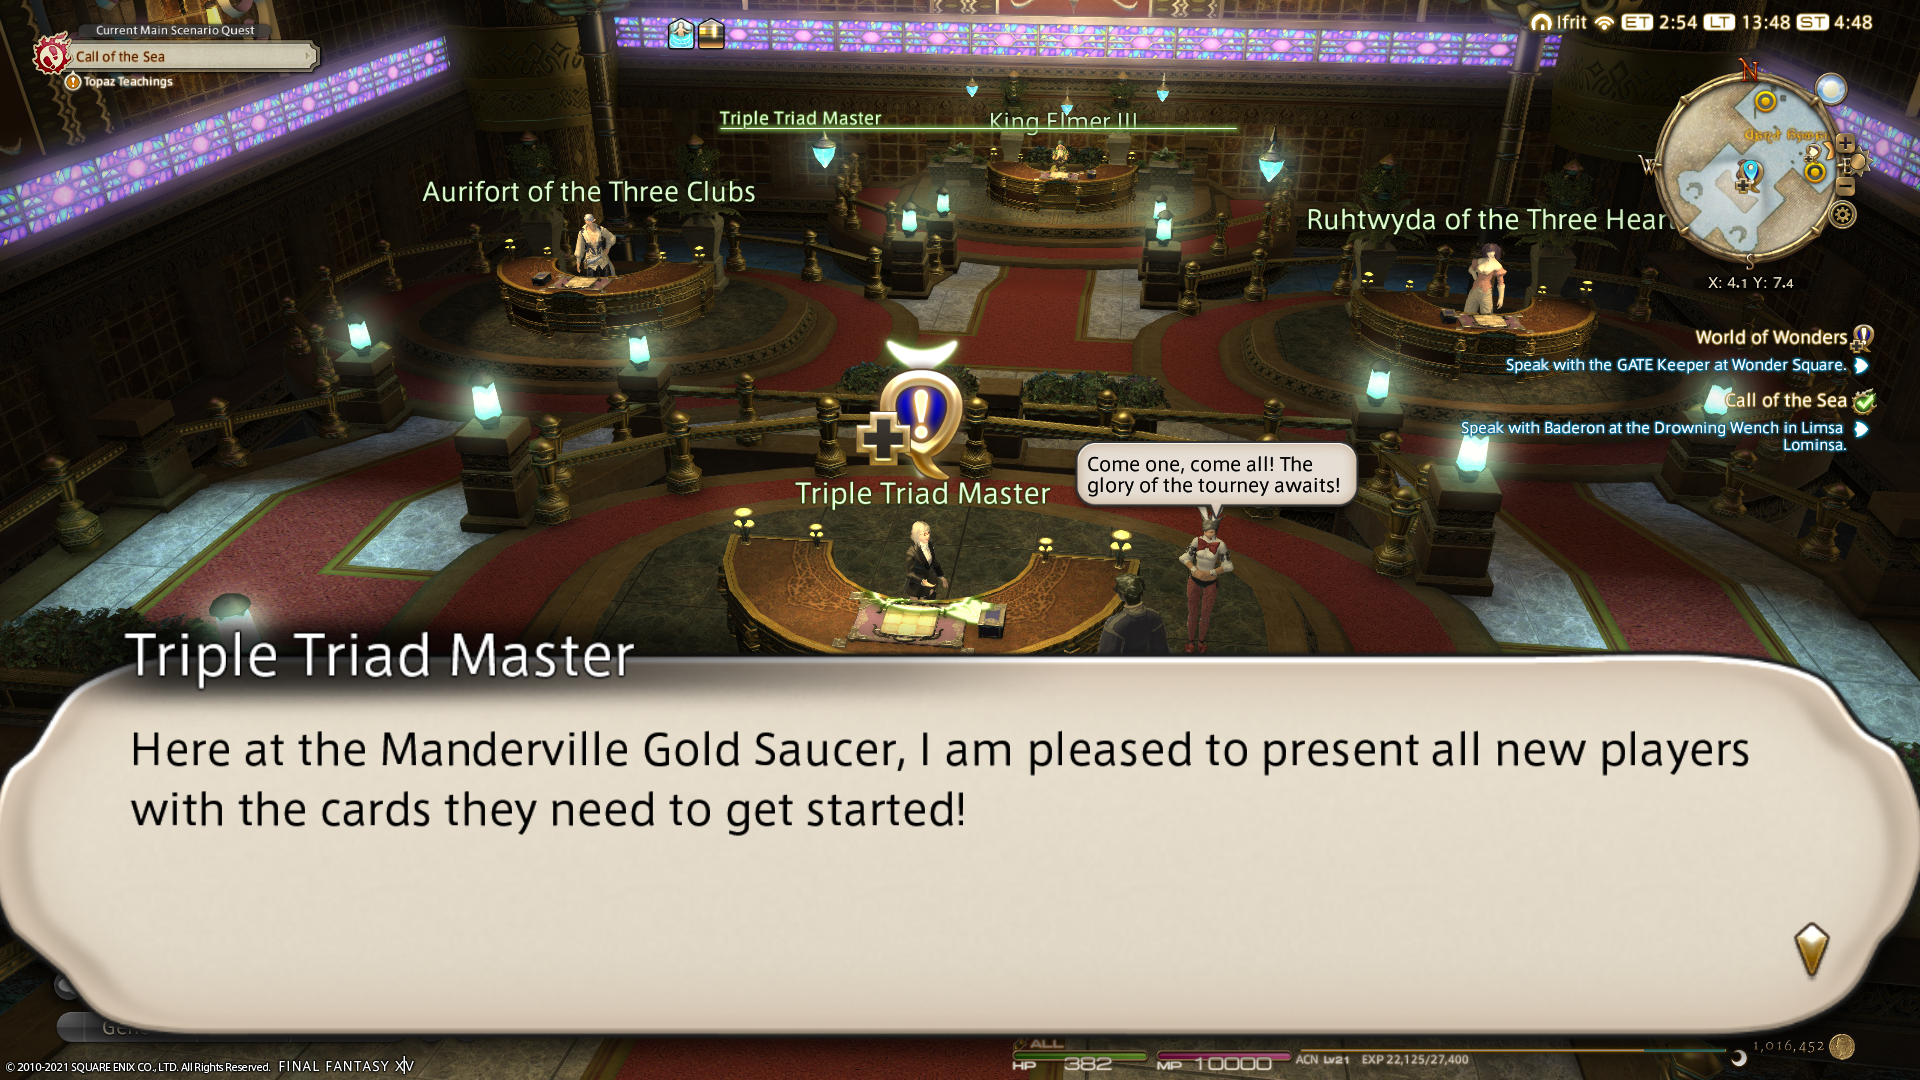 Current Main Scenario Quest
Call of the Sea
Topaz Teachings
Ifrit ET 2:54 LT 13:48 ST 4:48
N
W
E
S
X: 4.1 Y: 7.4
Triple Triad Master
King Elmer III
Aurifort of the Three Clubs
Ruhtwyda of the Three Hear
World of Wonders
Speak with the GATE Keeper at Wonder Square.
Call of the Sea
Speak with Baderon at the Drowning Wench in Limsa
Lominsa.
Come one, come all! The
glory of the tourney awaits!
Triple Triad Master
Triple Triad Master
Here at the Manderville Gold Saucer, I am pleased to present all new players
with the cards they need to get started!
Gen
ALL
HP 382 MP 10000 ACN Lv21 EXP 22,125/27,400
1,016,452
© 2010-2021 SQUARE ENIX CO., LTD. All Rights Reserved. FINAL FANTASY XIV